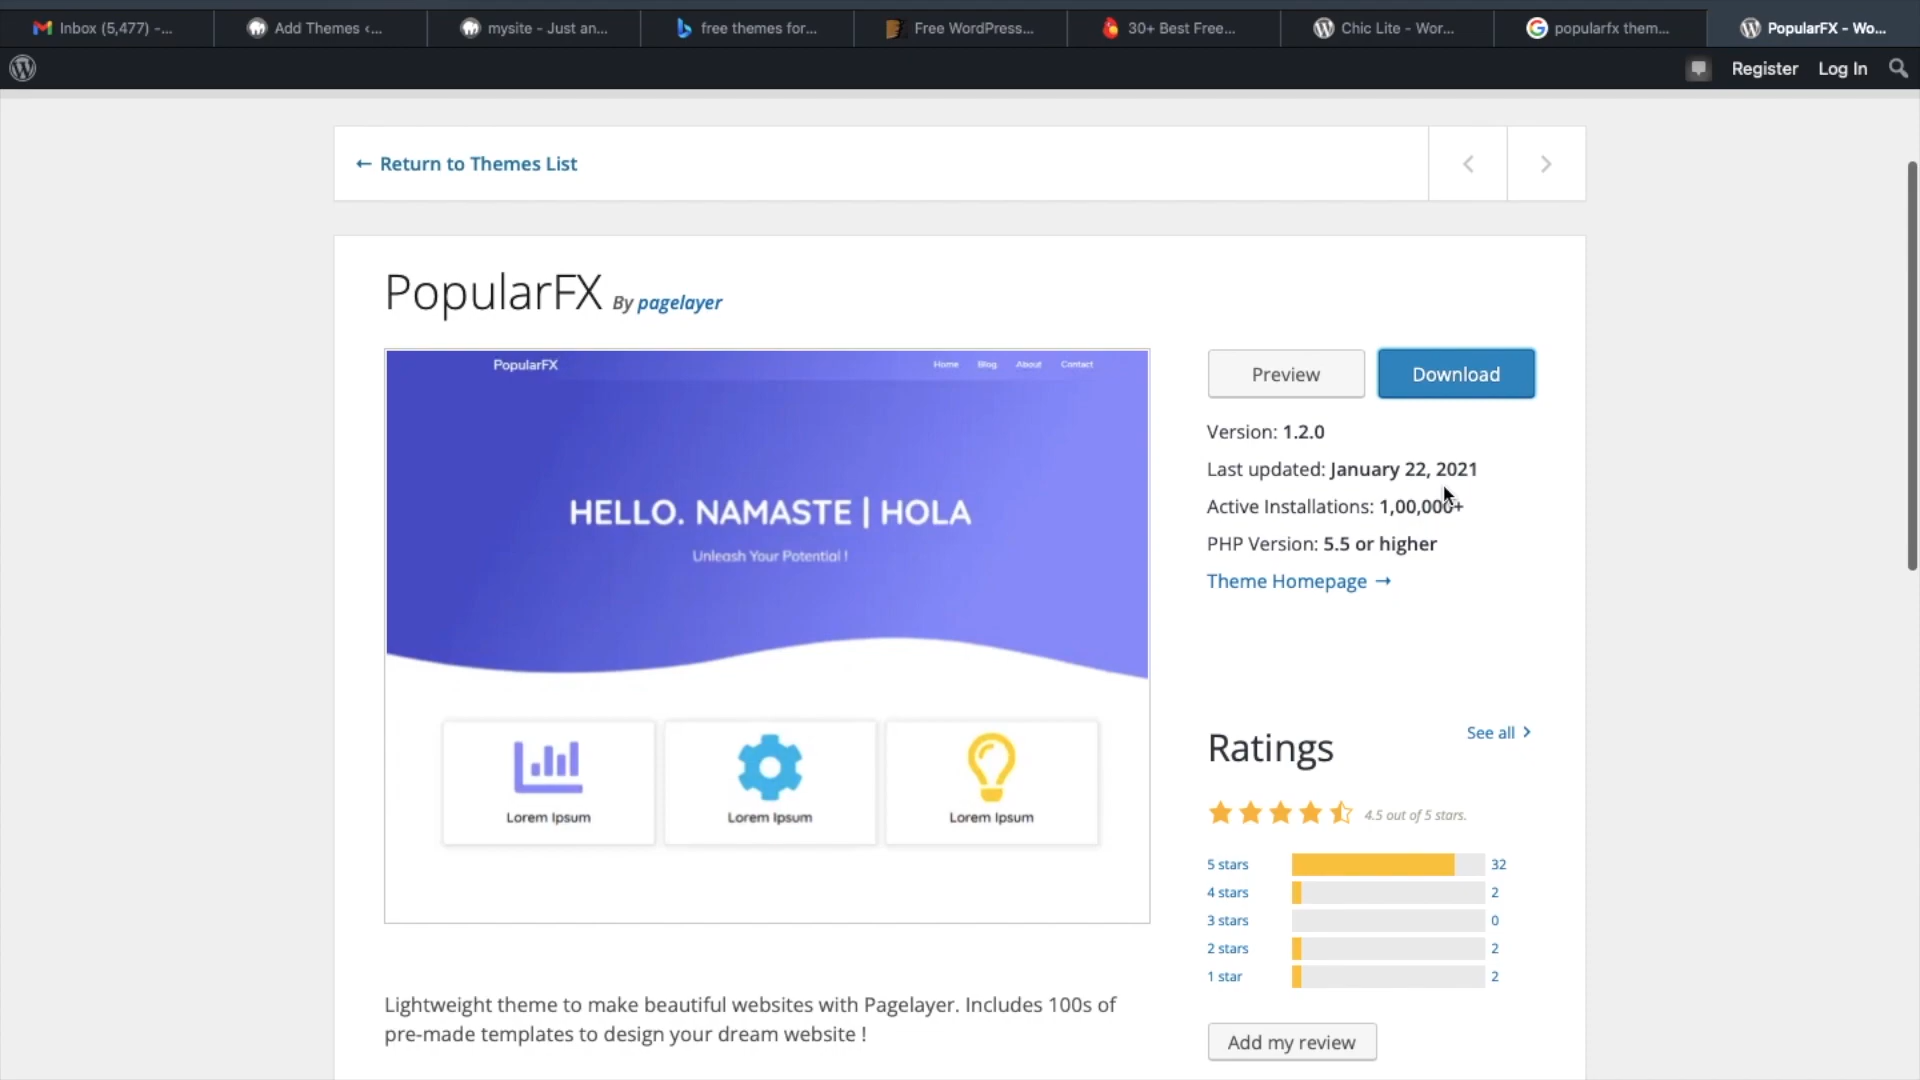 Inbox (5,477) -...
Add Themes ‹...
mysite - Just an...
free themes for...
Free WordPress...
30+ Best Free...
Chic Lite - Wor...
popularfx them...
PopularFX - Wo...
Register
Log In
← Return to Themes List
PopularFX By pagelayer
PopularFX
Home
Blog
About
Contact
HELLO. NAMASTE | HOLA
Unleash Your Potential !
Lorem Ipsum
Lorem Ipsum
Lorem Ipsum
Preview
Download
Version: 1.2.0
Last updated: January 22, 2021
Active Installations: 1,00,000+
PHP Version: 5.5 or higher
Theme Homepage →
Ratings
See all
4.5 out of 5 stars.
5 stars 32
4 stars 2
3 stars 0
2 stars 2
1 star 2
Add my review
Lightweight theme to make beautiful websites with Pagelayer. Includes 100s of
pre-made templates to design your dream website !